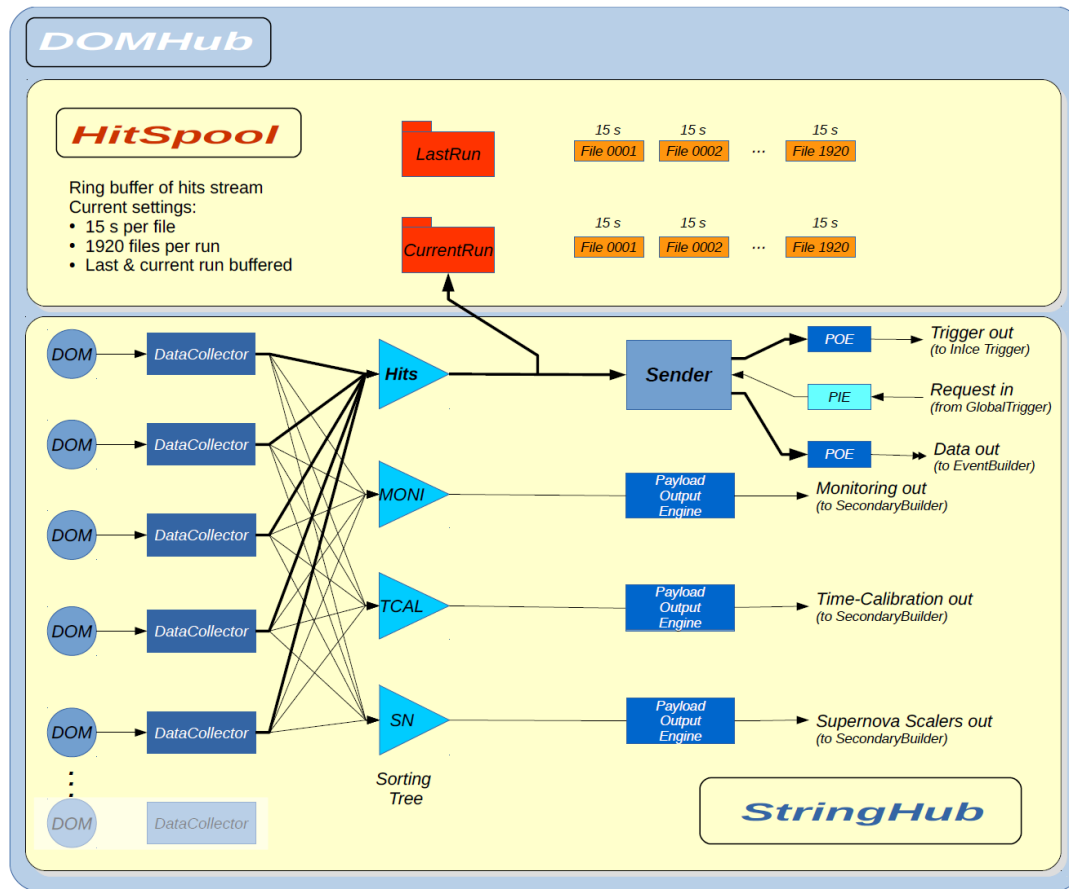 DOMHub
HitSpool
Ring buffer of hits stream
Current settings:
• 15 s per file
• 1920 files per run
• Last & current run buffered
LastRun
15 s
15 s
15 s
File 0001
File 0002
...
File 1920
CurrentRun
15 s
15 s
15 s
File 0001
File 0002
...
File 1920
DOM
DataCollector
DOM
DataCollector
DOM
DataCollector
DOM
DataCollector
DOM
DataCollector
DOM
DataCollector
Hits
MONI
TCAL
SN
Sorting
Tree
Sender
POE
Trigger out
(to InIce Trigger)
PIE
Request in
(from GlobalTrigger)
POE
Data out
(to EventBuilder)
Payload
Output
Engine
Monitoring out
(to SecondaryBuilder)
Payload
Output
Engine
Time-Calibration out
(to SecondaryBuilder)
Payload
Output
Engine
Supernova Scalers out
(to SecondaryBuilder)
StringHub